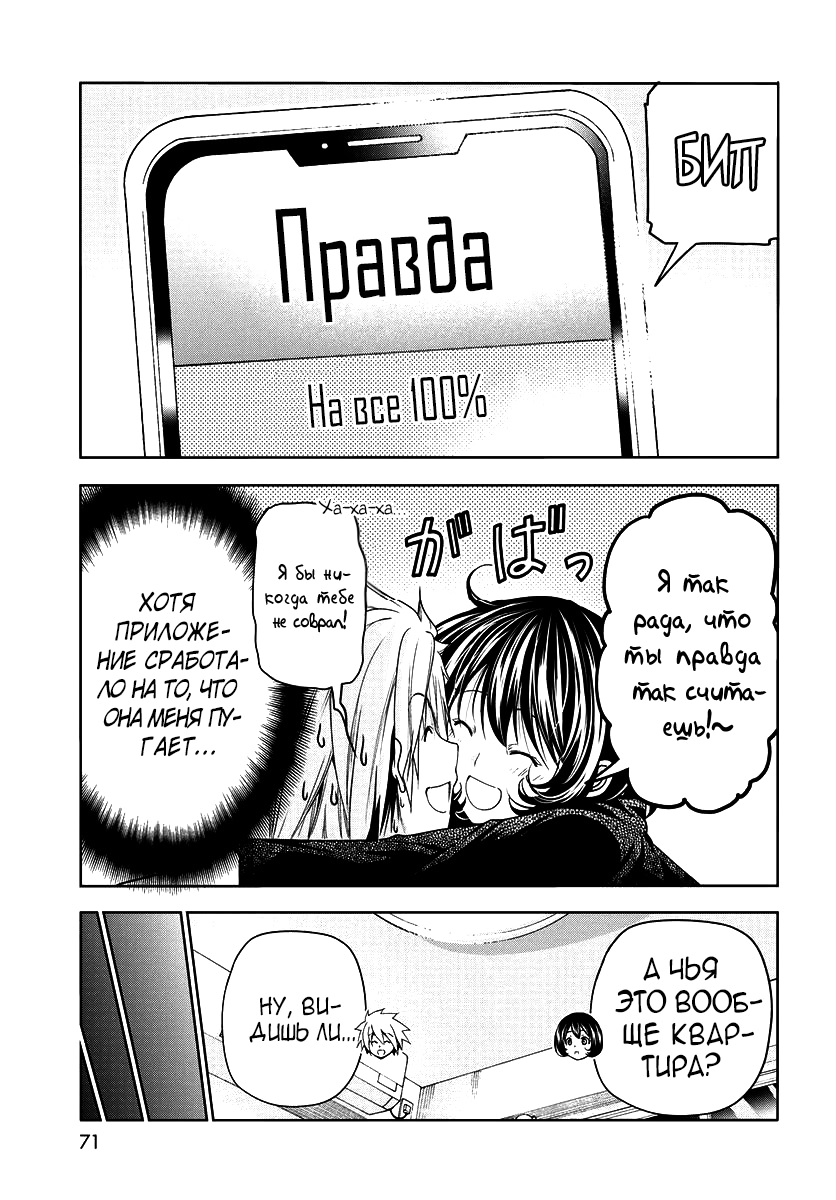 БИП
Правда
На все 100%
Я так
рада, что
ты правда
так счита-
ешь!~
がばっ
Ха-ха-ха...
Я бы ни-
когда тебе
не соврал!
ХОТЯ
ПРИЛОЖЕ-
НИЕ СРАБОТА-
ЛО НА ТО, ЧТО
ОНА МЕНЯ ПУ-
ГАЕТ...
А ЧЬЯ
ЭТО ВООБ-
ЩЕ КВАР-
ТИРА?
НУ, ВИ-
ДИШЬ ЛИ...
71